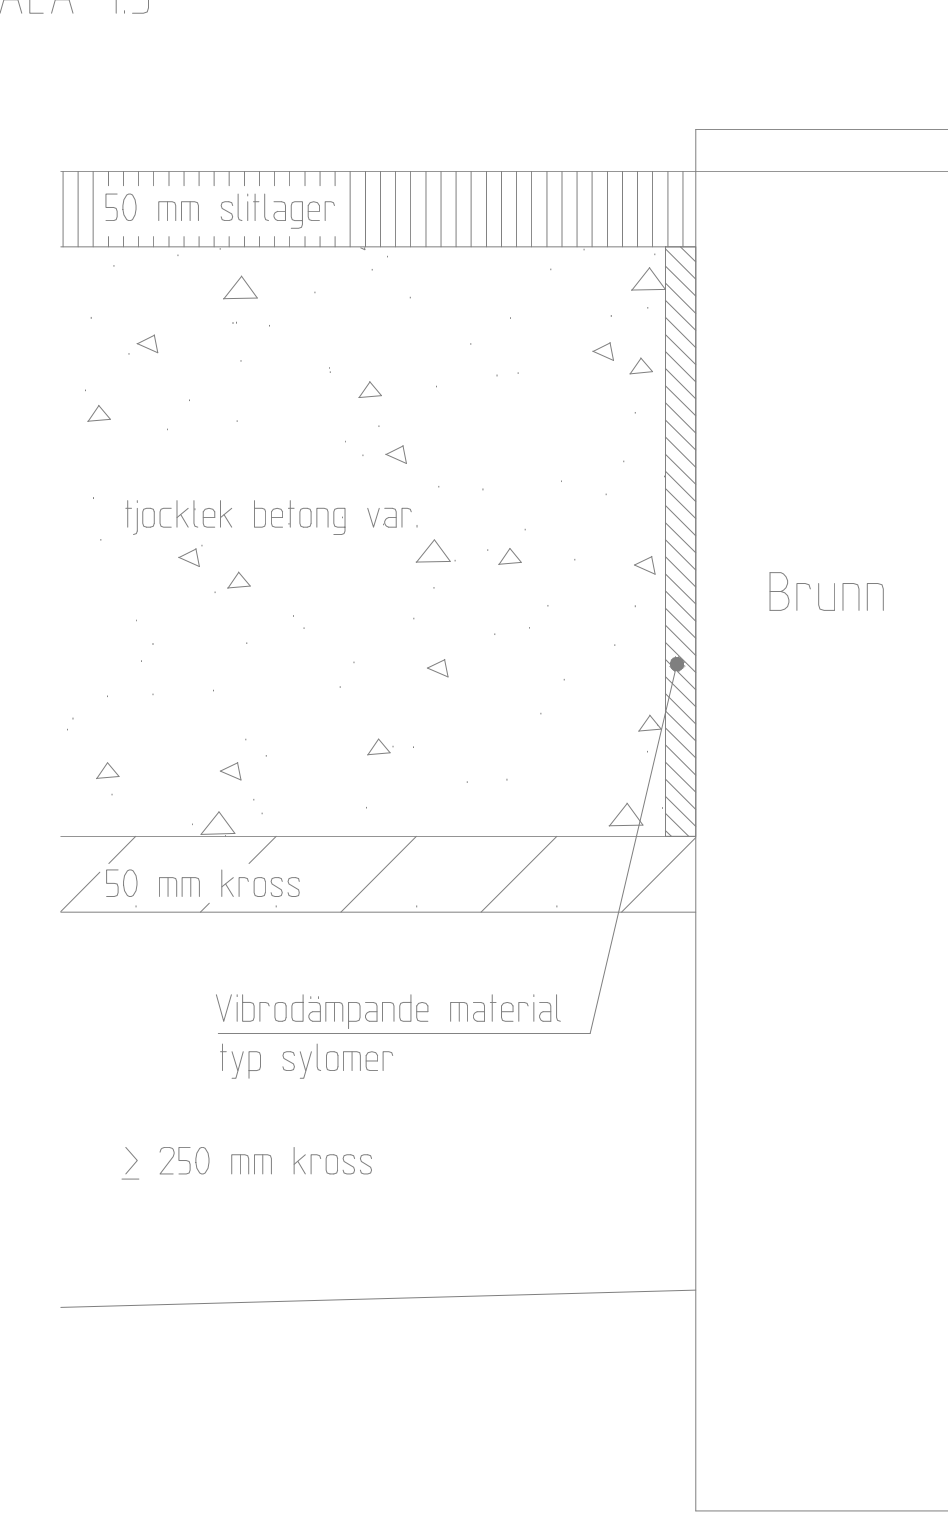 50 mm slitlager
tjocklek betong var.
Brunn
50 mm kross
Vibrodämpande material
typ sylomer
≥ 250 mm kross